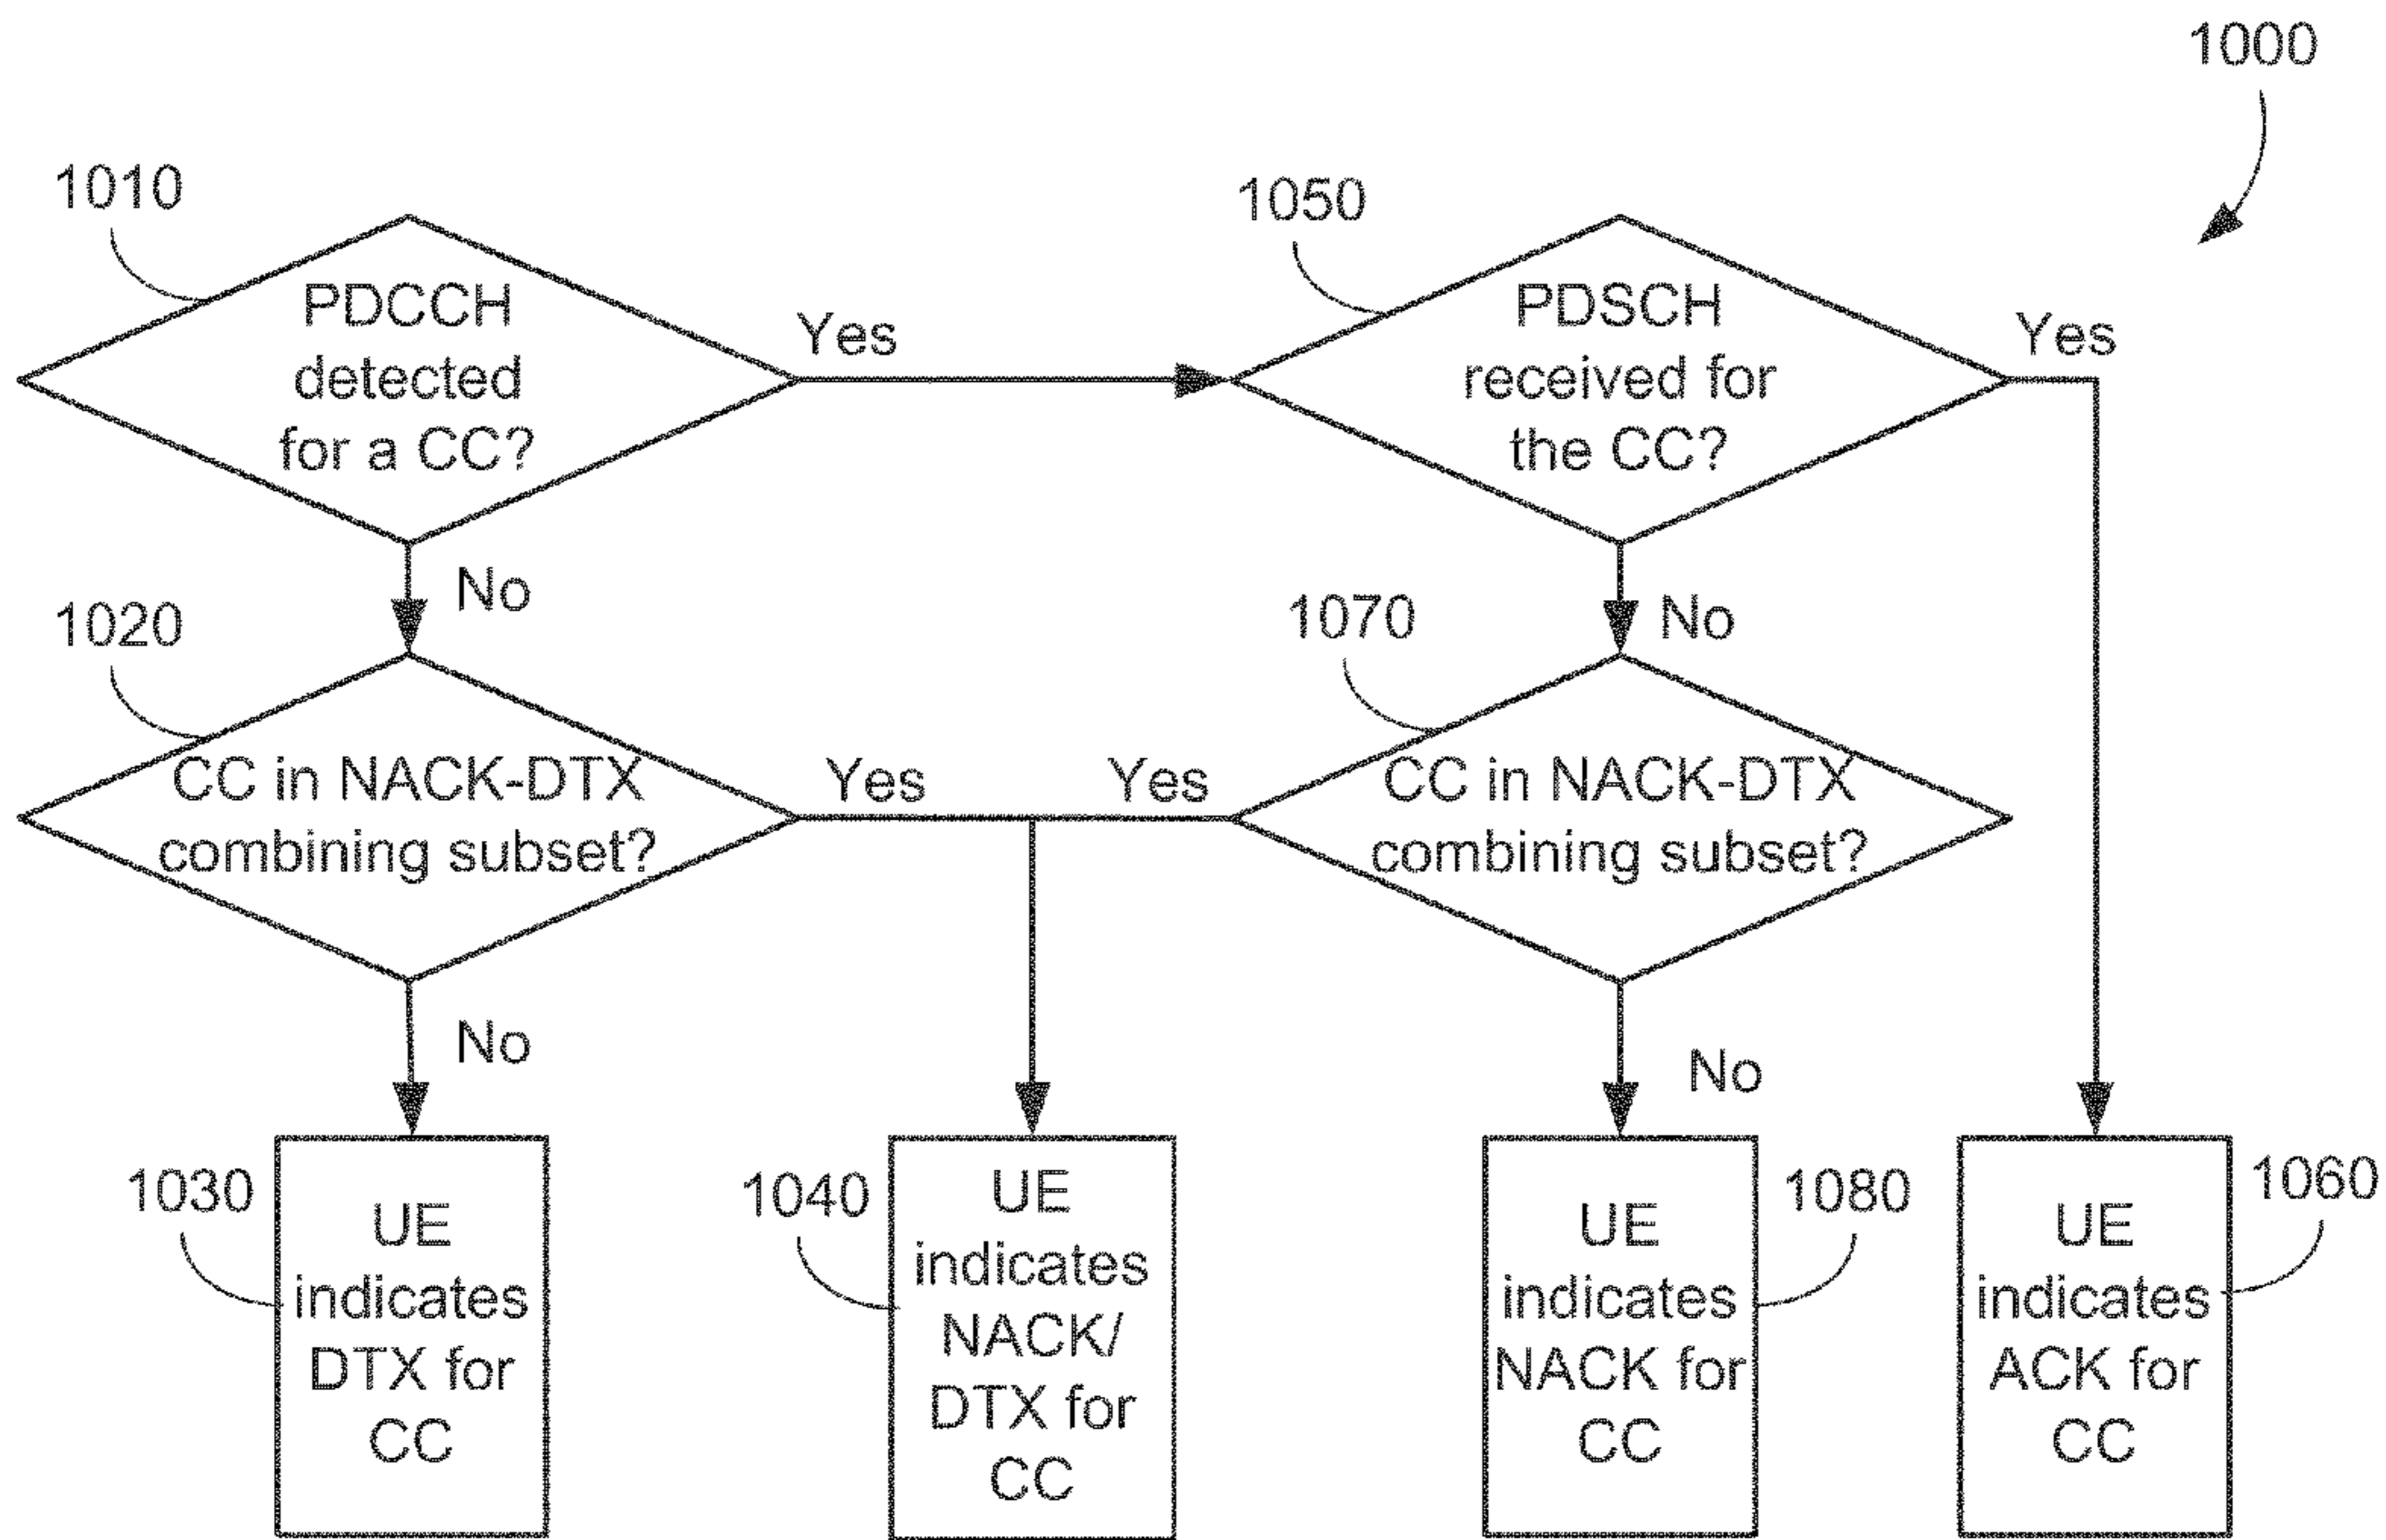 1000
1010
PDCCH
detected
for a CC?
Yes
1050
PDSCH
received for
the CC?
Yes
No
No
1020
CC in NACK-DTX
combining subset?
Yes
Yes
1070
CC in NACK-DTX
combining subset?
No
No
1030
UE
indicates
DTX for
CC
1040
UE
indicates
NACK/
DTX for
CC
1080
UE
indicates
NACK for
CC
1060
UE
indicates
ACK for
CC